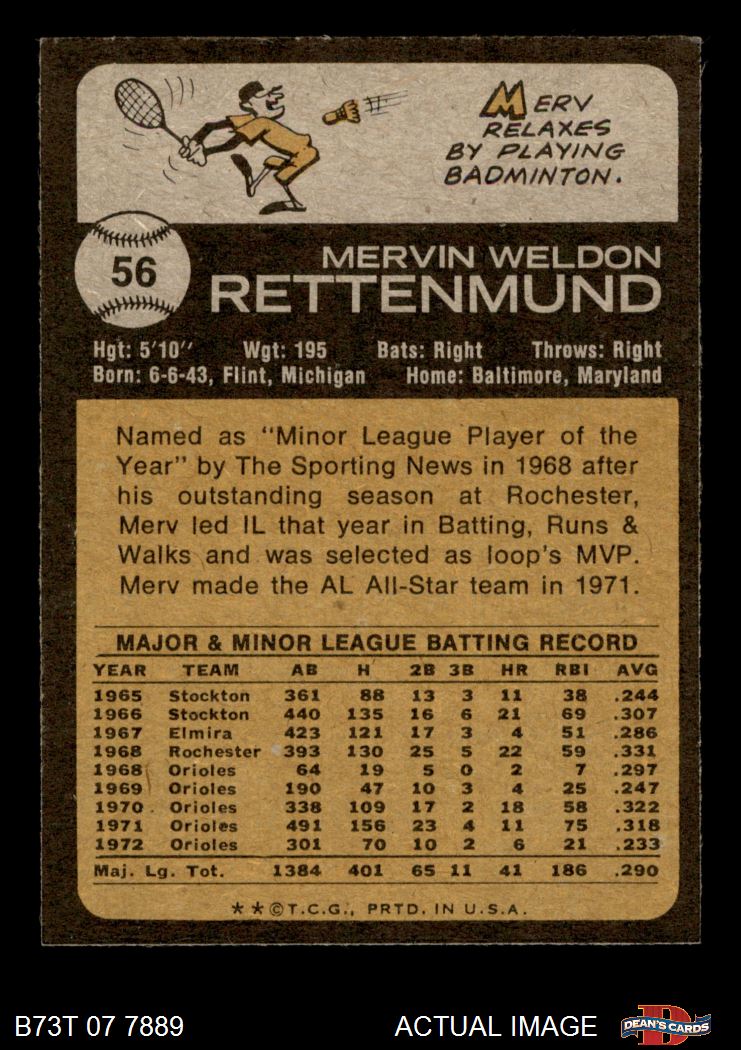 MERV
RELAXES
BY PLAYING
BADMINTON.
56
MERVIN WELDON
RETTENMUND
Hgt: 5'10'' Wgt: 195 Bats: Right Throws: Right
Born: 6-6-43, Flint, Michigan Home: Baltimore, Maryland
Named as "Minor League Player of the
Year" by The Sporting News in 1968 after
his outstanding season at Rochester,
Merv led IL that year in Batting, Runs &
Walks and was selected as loop's MVP.
Merv made the AL All-Star team in 1971.
MAJOR & MINOR LEAGUE BATTING RECORD
YEAR TEAM AB H 2B 3B HR RBI AVG
1965 Stockton 361 88 13 3 11 38 .244
1966 Stockton 440 135 16 6 21 69 .307
1967 Elmira 423 121 17 3 4 51 .286
1968 Rochester 393 130 25 5 22 59 .331
1968 Orioles 64 19 5 0 2 7 .297
1969 Orioles 190 47 10 3 4 25 .247
1970 Orioles 338 109 17 2 18 58 .322
1971 Orioles 491 156 23 4 11 75 .318
1972 Orioles 301 70 10 2 6 21 .233
Maj. Lg. Tot. 1384 401 65 11 41 186 .290
**©T.C.G., PRTD. IN U.S.A.
B73T 07 7889 ACTUAL IMAGE D DEAN'S CARDS